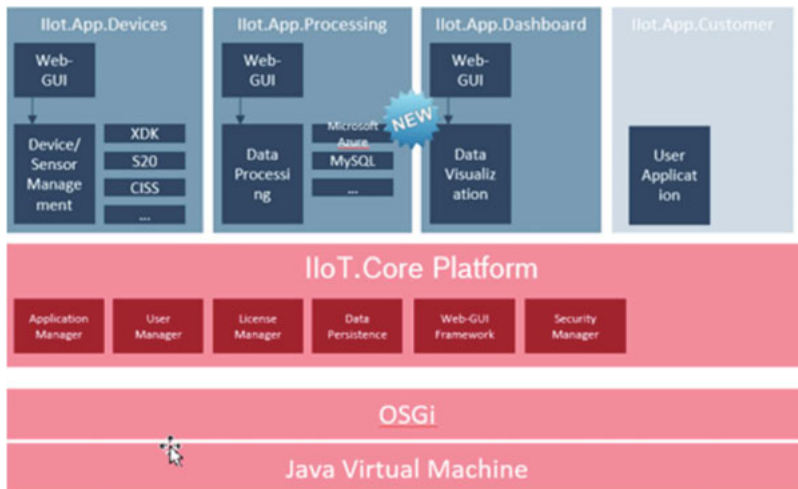 IIot.App.Devices
Web-
GUI
Device/
Sensor
Manage
ment
XDK
S20
CISS
...
IIot.App.Processing
Web-
GUI
Data
Processi
ng
Microsoft
Azure
MySQL
...
NEW
IIot.App.Dashboard
Web-
GUI
Data
Visualiz
ation
IIot.App.Customer
User
Applicat
ion
IIoT.Core Platform
Application
Manager
User
Manager
License
Manager
Data
Persistence
Web-GUI
Framework
Security
Manager
OSGi
Java Virtual Machine